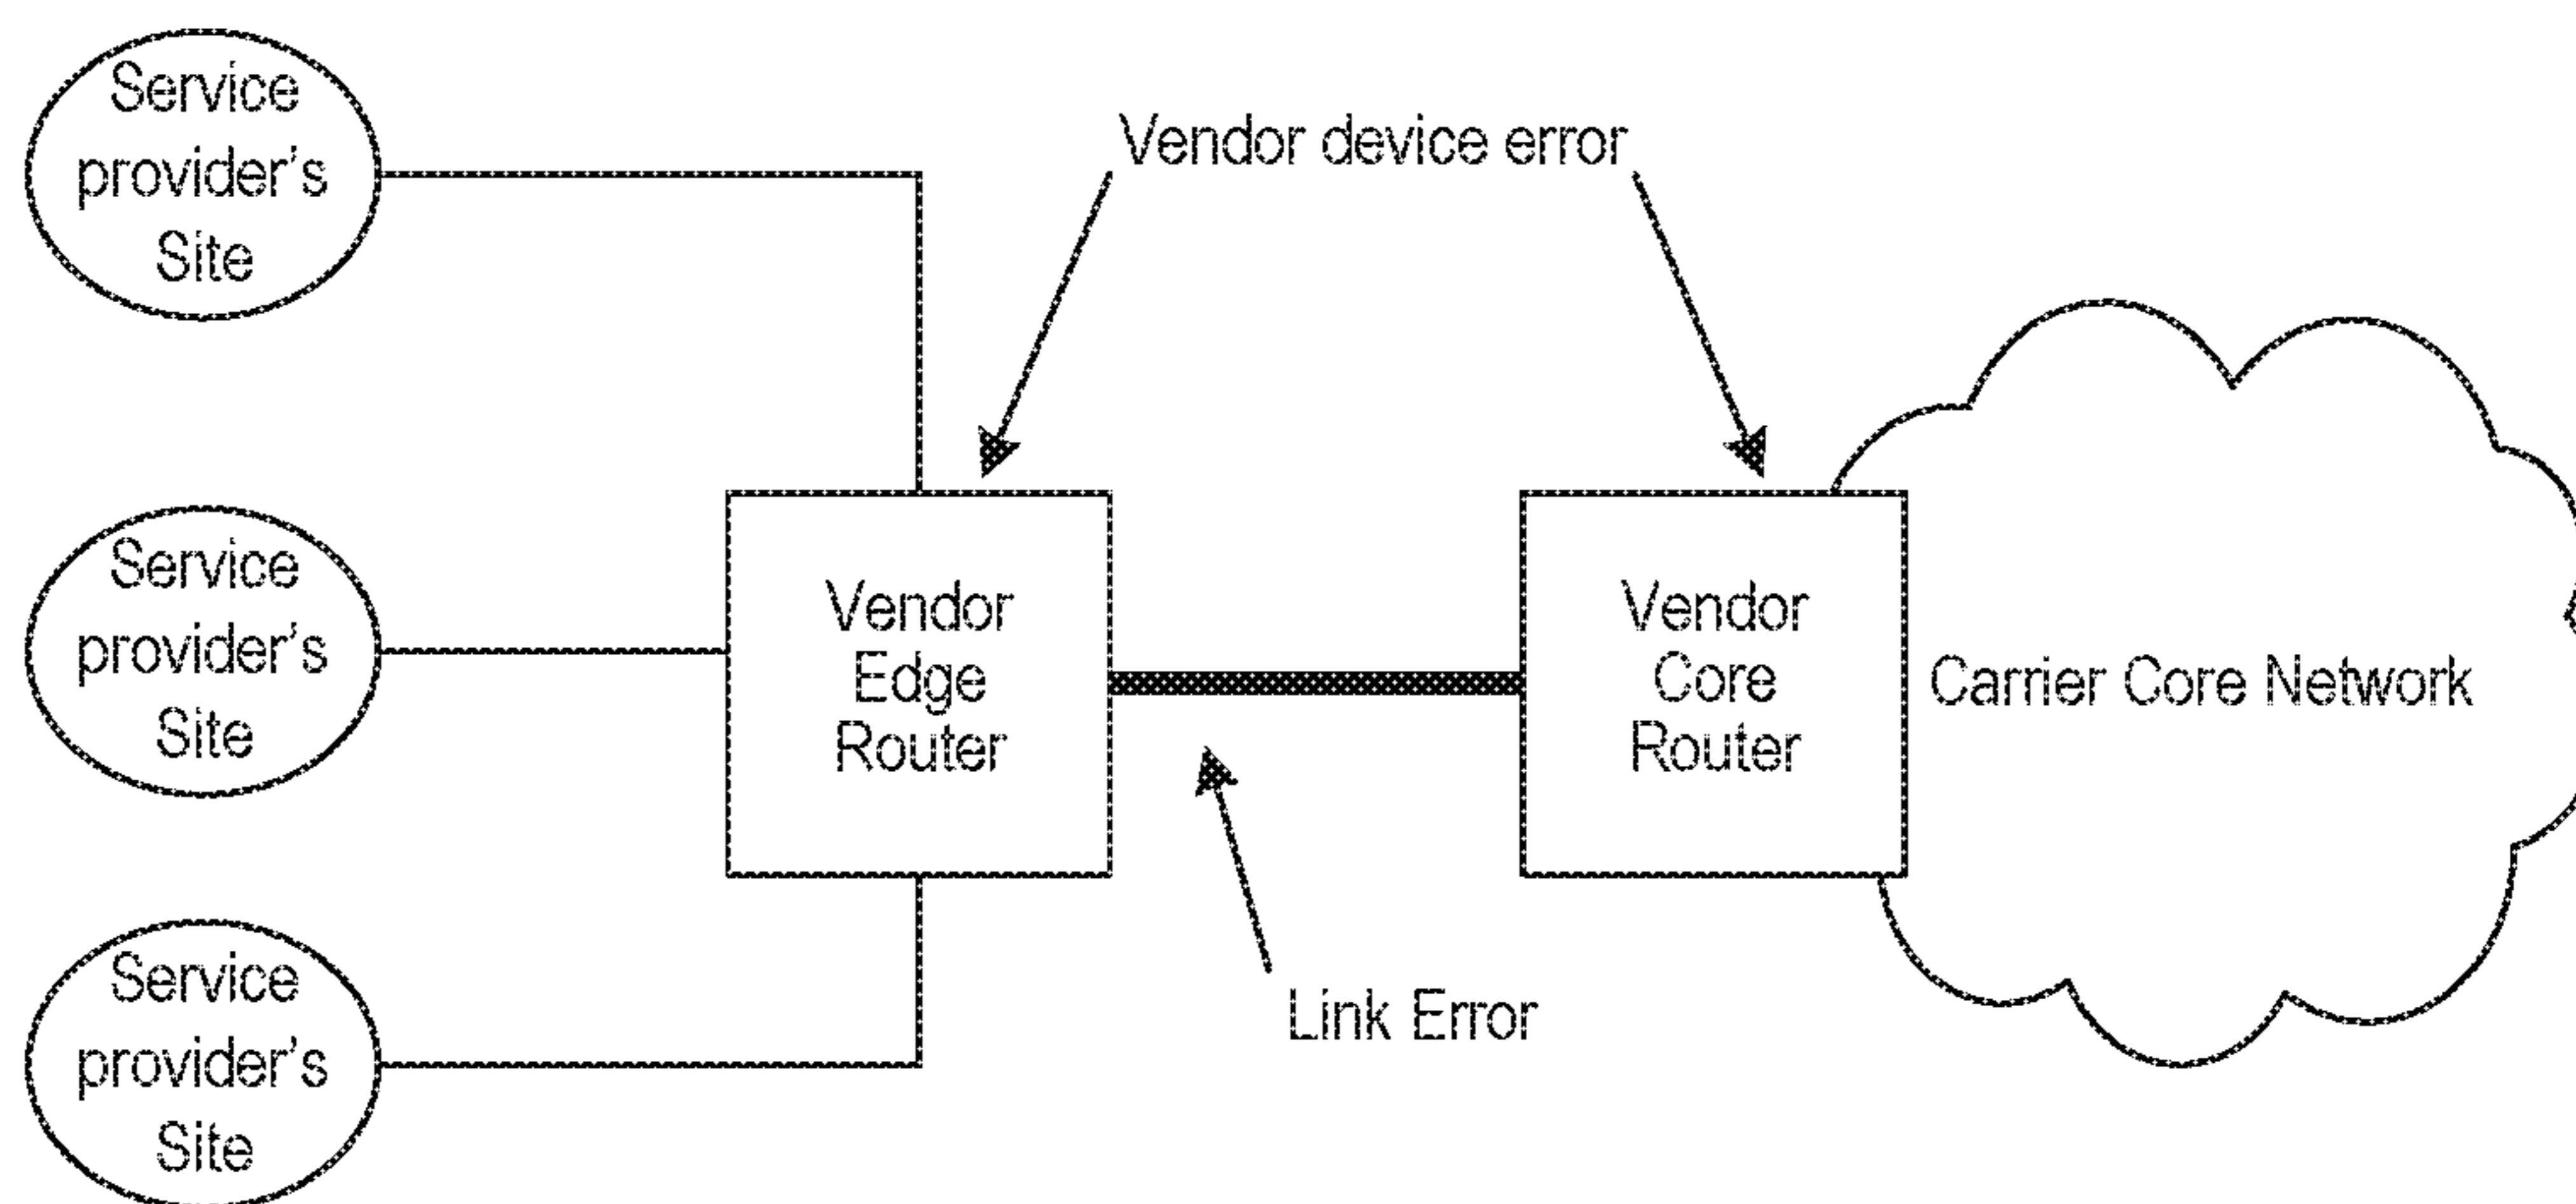 Service
provider's
Site
Vendor device error
Service
provider's
Site
Vendor
Edge
Router
Vendor
Core
Router
Carrier Core Network
Service
provider's
Site
Link Error